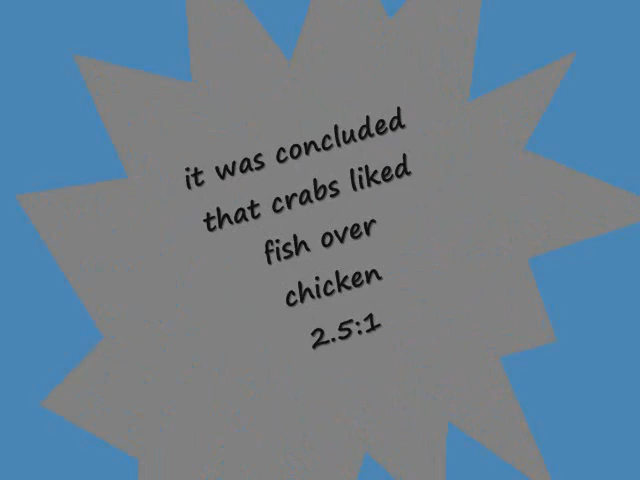 it was concluded
that crabs liked
fish over
chicken
2.5:1